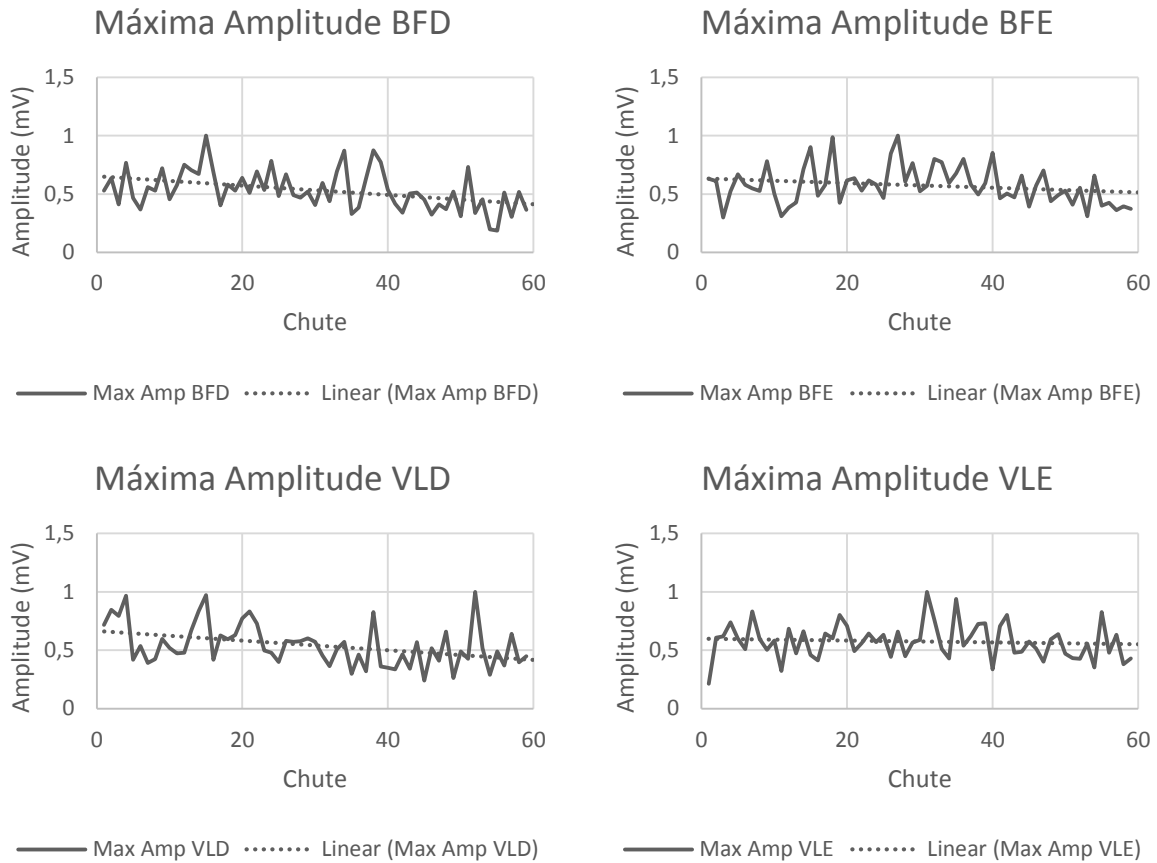 Máxima Amplitude BFD
1,5
1
0,5
0
Amplitude (mV)
0 20 40 60
Chute
Max Amp BFD Linear (Max Amp BFD)
Máxima Amplitude BFE
1,5
1
0,5
0
Amplitude (mV)
0 20 40 60
Chute
Max Amp BFE Linear (Max Amp BFE)
Máxima Amplitude VLD
1,5
1
0,5
0
Amplitude (mV)
0 20 40 60
Chute
Max Amp VLD Linear (Max Amp VLD)
Máxima Amplitude VLE
1,5
1
0,5
0
Amplitude (mV)
0 20 40 60
Chute
Max Amp VLE Linear (Max Amp VLE)